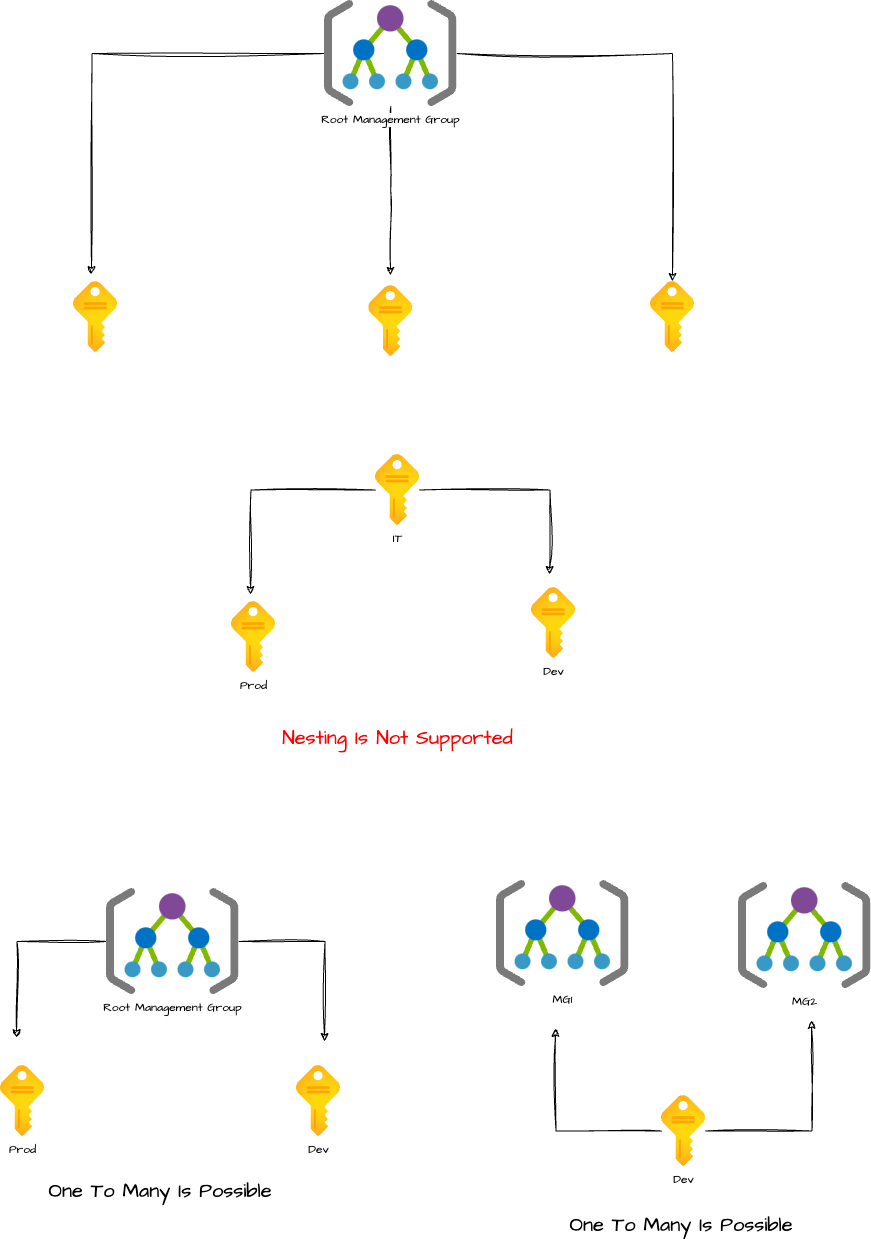 Root Management Group
IT
Prod
Dev
Nesting Is Not Supported
Root Management Group
Prod
Dev
One To Many Is Possible
MG1
MG2
Dev
One To Many Is Possible